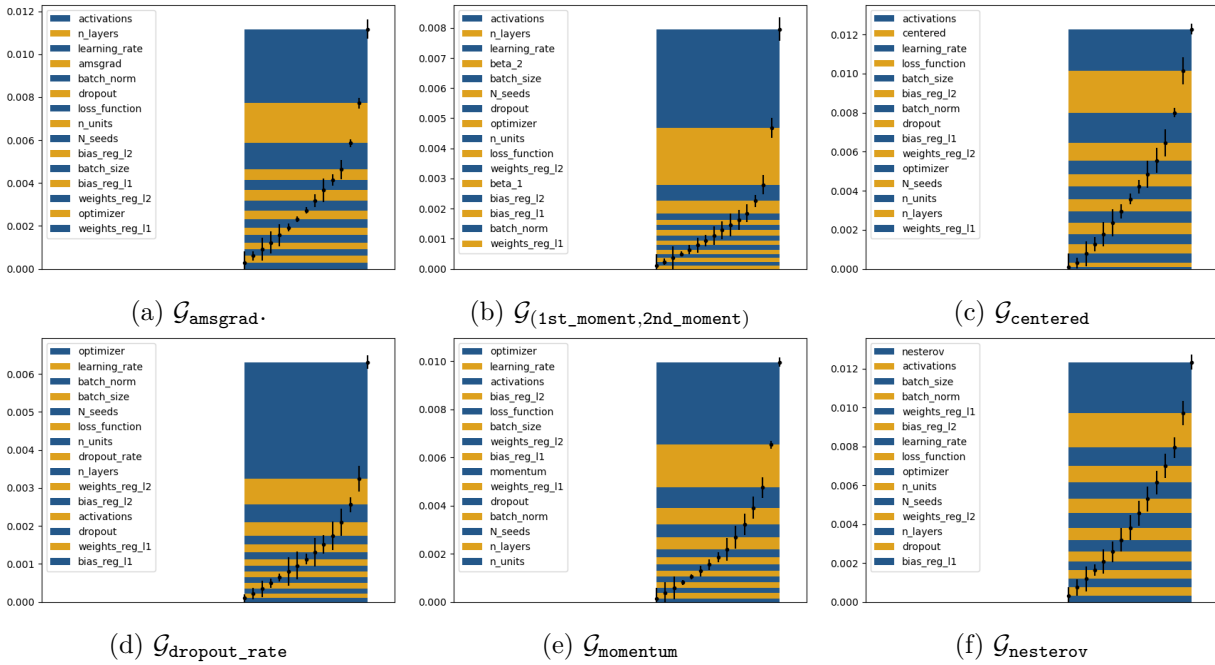 0.012
0.010
0.008
0.006
0.004
0.002
0.000
activations
n_layers
learning_rate
amsgrad
batch_norm
dropout
loss_function
n_units
N_seeds
bias_reg_l2
batch_size
bias_reg_l1
weights_reg_l2
optimizer
weights_reg_l1
(a) 𝒢amsgrad.
0.008
0.007
0.006
0.005
0.004
0.003
0.002
0.001
0.000
activations
n_layers
learning_rate
beta_2
batch_size
N_seeds
dropout
optimizer
n_units
loss_function
weights_reg_l2
beta_1
bias_reg_l2
bias_reg_l1
batch_norm
weights_reg_l1
(b) 𝒢(1st_moment,2nd_moment)
0.012
0.010
0.008
0.006
0.004
0.002
0.000
activations
centered
learning_rate
loss_function
batch_size
bias_reg_l2
batch_norm
dropout
bias_reg_l1
weights_reg_l2
optimizer
N_seeds
n_units
n_layers
weights_reg_l1
(c) 𝒢centered
0.006
0.005
0.004
0.003
0.002
0.001
0.000
optimizer
learning_rate
batch_norm
batch_size
N_seeds
loss_function
n_units
dropout_rate
n_layers
weights_reg_l2
bias_reg_l2
activations
dropout
weights_reg_l1
bias_reg_l1
(d) 𝒢dropout_rate
0.010
0.008
0.006
0.004
0.002
0.000
optimizer
learning_rate
activations
bias_reg_l2
loss_function
batch_size
weights_reg_l2
bias_reg_l1
momentum
weights_reg_l1
dropout
batch_norm
N_seeds
n_layers
n_units
(e) 𝒢momentum
0.012
0.010
0.008
0.006
0.004
0.002
0.000
nesterov
activations
batch_size
batch_norm
weights_reg_l1
bias_reg_l2
learning_rate
loss_function
optimizer
n_units
N_seeds
weights_reg_l2
n_layers
dropout
bias_reg_l1
(f) 𝒢nesterov